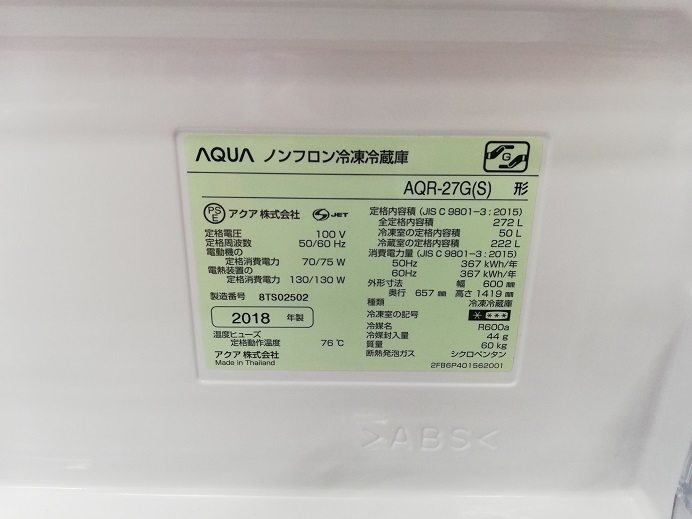 AQUA ノンフロン冷凍冷蔵庫
G
AQR-27G(S) 形
PSE アクア 株式会社 S JET
定格電圧 100 V
定格周波数 50/60 Hz
電動機の
定格消費電力 70/75 W
電熱装置の
定格消費電力 130/130 W
製造番号 8TS02502
2018 年製
温度ヒューズ
定格動作温度 76 ℃
アクア 株式会社
Made in Thailand
定格内容積 (JIS C 9801-3 : 2015)
全定格内容積 272 L
冷凍室の定格内容積 50 L
冷蔵室の定格内容積 222 L
消費電力量 (JIS C 9801-3 : 2015)
50Hz 367 kWh/年
60Hz 367 kWh/年
外形寸法 幅 600 mm
奥行 657 mm 高さ 1419 mm
種類 冷凍冷蔵庫
冷凍室の記号 * ***
冷媒名 R600a
冷媒封入量 44 g
質量 60 kg
断熱発泡ガス シクロペンタン
2FB6P401562001
>ABS<